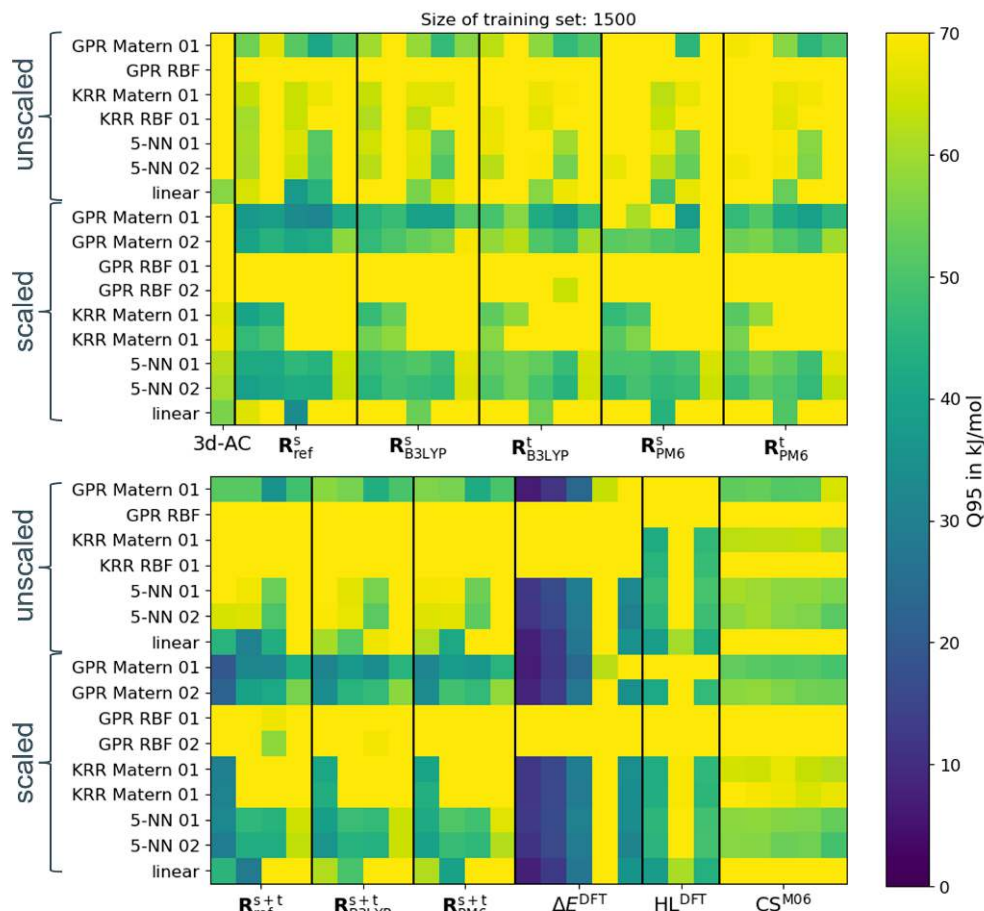 Size of training set: 1500
unscaled
GPR Matern 01
GPR RBF
KRR Matern 01
KRR RBF 01
5-NN 01
5-NN 02
linear
scaled
GPR Matern 01
GPR Matern 02
GPR RBF 01
GPR RBF 02
KRR Matern 01
KRR Matern 01
5-NN 01
5-NN 02
linear
3d-AC R^s_ref R^s_B3LYP R^t_B3LYP R^s_PM6 R^t_PM6
unscaled
GPR Matern 01
GPR RBF
KRR Matern 01
KRR RBF 01
5-NN 01
5-NN 02
linear
scaled
GPR Matern 01
GPR Matern 02
GPR RBF 01
GPR RBF 02
KRR Matern 01
KRR Matern 01
5-NN 01
5-NN 02
linear
R^s+t_ref R^s+t_B3LYP R^s+t_PM6 ΔE^DFT HL^DFT CS^M06
70
60
50
40
30
20
10
0
Q95 in kJ/mol